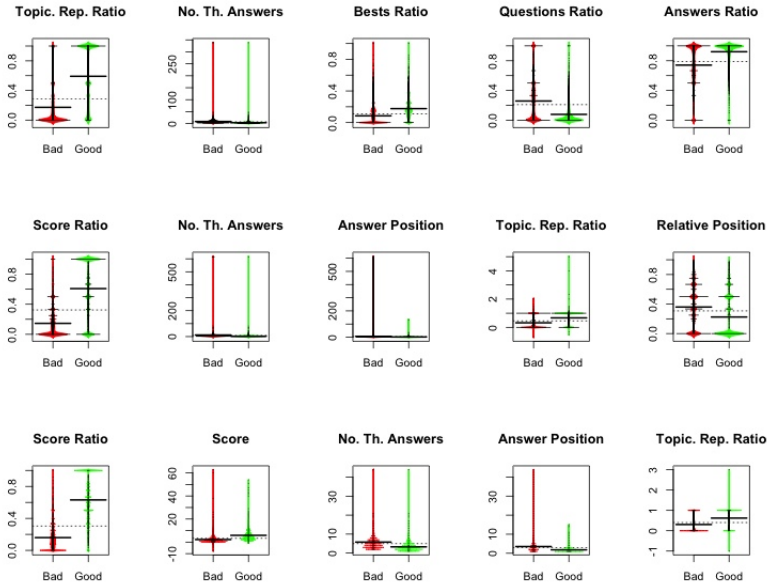 Topic. Rep. Ratio No. Th. Answers Bests Ratio Questions Ratio Answers Ratio
0.0 0.4 0.8
0 50 150 250
0.0 0.4 0.8
0.0 0.4 0.8
0.0 0.4 0.8
Bad Good Bad Good Bad Good Bad Good Bad Good
Score Ratio No. Th. Answers Answer Position Topic. Rep. Ratio Relative Position
0.0 0.4 0.8
0 200 500
0 200 500
0 2 4
0.0 0.4 0.8
Bad Good Bad Good Bad Good Bad Good Bad Good
Score Ratio Score No. Th. Answers Answer Position Topic. Rep. Ratio
0.0 0.4 0.8
-10 20 40 60
0 10 30
0 10 30
-1 0 1 2 3
Bad Good Bad Good Bad Good Bad Good Bad Good